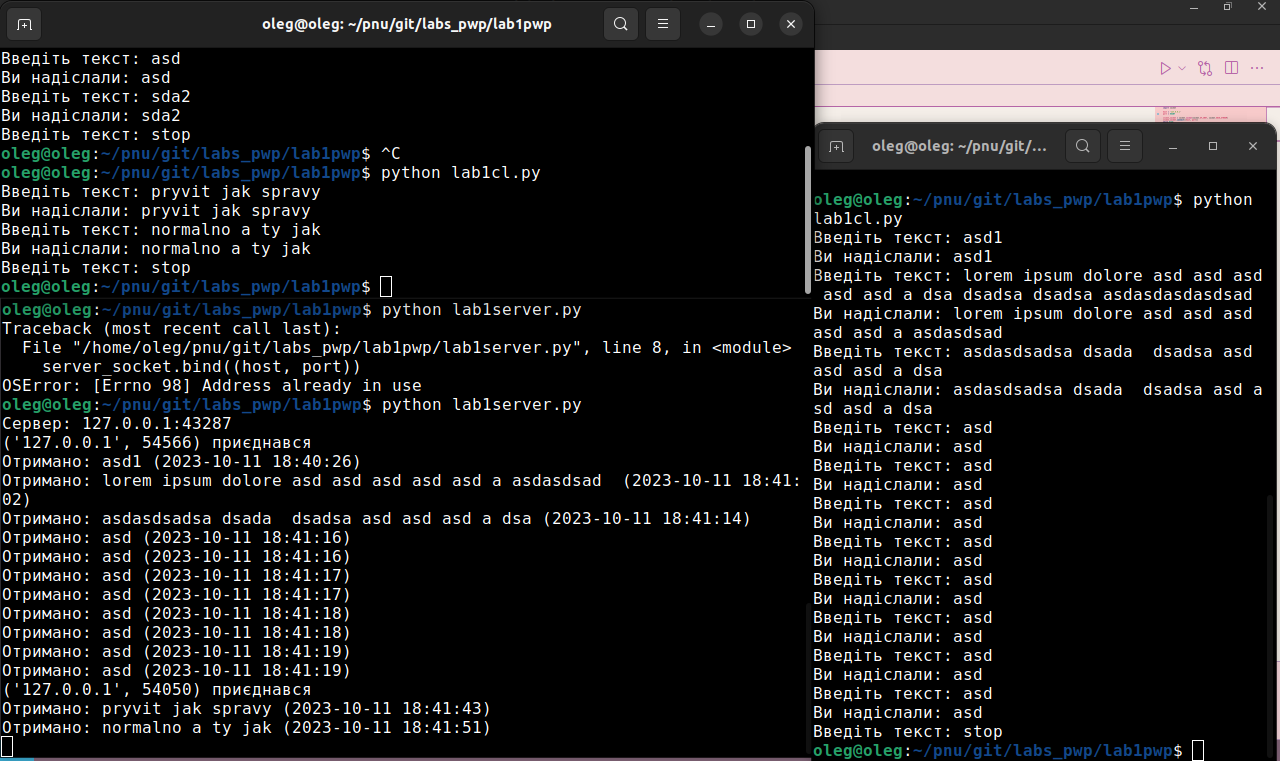 oleg@oleg: ~/pnu/git/labs_pwp/lab1pwp
Введіть текст: asd
Ви надіслали: asd
Введіть текст: sda2
Ви надіслали: sda2
Введіть текст: stop
oleg@oleg:~/pnu/git/labs_pwp/lab1pwp$ ^C
oleg@oleg:~/pnu/git/labs_pwp/lab1pwp$ python lab1cl.py
Введіть текст: pryvit jak spravy
Ви надіслали: pryvit jak spravy
Введіть текст: normalno a ty jak
Ви надіслали: normalno a ty jak
Введіть текст: stop
oleg@oleg:~/pnu/git/labs_pwp/lab1pwp$
oleg@oleg:~/pnu/git/labs_pwp/lab1pwp$ python lab1server.py
Traceback (most recent call last):
  File "/home/oleg/pnu/git/labs_pwp/lab1pwp/lab1server.py", line 8, in <module>
    server_socket.bind((host, port))
OSError: [Errno 98] Address already in use
oleg@oleg:~/pnu/git/labs_pwp/lab1pwp$ python lab1server.py
Сервер: 127.0.0.1:43287
('127.0.0.1', 54566) приєднався
Отримано: asd1 (2023-10-11 18:40:26)
Отримано: lorem ipsum dolore asd asd asd asd asd a asdasdsad  (2023-10-11 18:41:
02)
Отримано: asdasdsadsa dsada  dsadsa asd asd asd a dsa (2023-10-11 18:41:14)
Отримано: asd (2023-10-11 18:41:16)
Отримано: asd (2023-10-11 18:41:16)
Отримано: asd (2023-10-11 18:41:17)
Отримано: asd (2023-10-11 18:41:17)
Отримано: asd (2023-10-11 18:41:18)
Отримано: asd (2023-10-11 18:41:18)
Отримано: asd (2023-10-11 18:41:19)
Отримано: asd (2023-10-11 18:41:19)
('127.0.0.1', 54050) приєднався
Отримано: pryvit jak spravy (2023-10-11 18:41:43)
Отримано: normalno a ty jak (2023-10-11 18:41:51)
oleg@oleg: ~/pnu/git/...
oleg@oleg:~/pnu/git/labs_pwp/lab1pwp$ python
lab1cl.py
Введіть текст: asd1
Ви надіслали: asd1
Введіть текст: lorem ipsum dolore asd asd asd
 asd asd a dsa dsadsa dsadsa asdasdasdasdsad
Ви надіслали: lorem ipsum dolore asd asd asd
asd asd a asdasdsad
Введіть текст: asdasdsadsa dsada  dsadsa asd
asd asd a dsa
Ви надіслали: asdasdsadsa dsada  dsadsa asd a
sd asd a dsa
Введіть текст: asd
Ви надіслали: asd
Введіть текст: asd
Ви надіслали: asd
Введіть текст: asd
Ви надіслали: asd
Введіть текст: asd
Ви надіслали: asd
Введіть текст: asd
Ви надіслали: asd
Введіть текст: asd
Ви надіслали: asd
Введіть текст: asd
Ви надіслали: asd
Введіть текст: asd
Ви надіслали: asd
Введіть текст: stop
oleg@oleg:~/pnu/git/labs_pwp/lab1pwp$